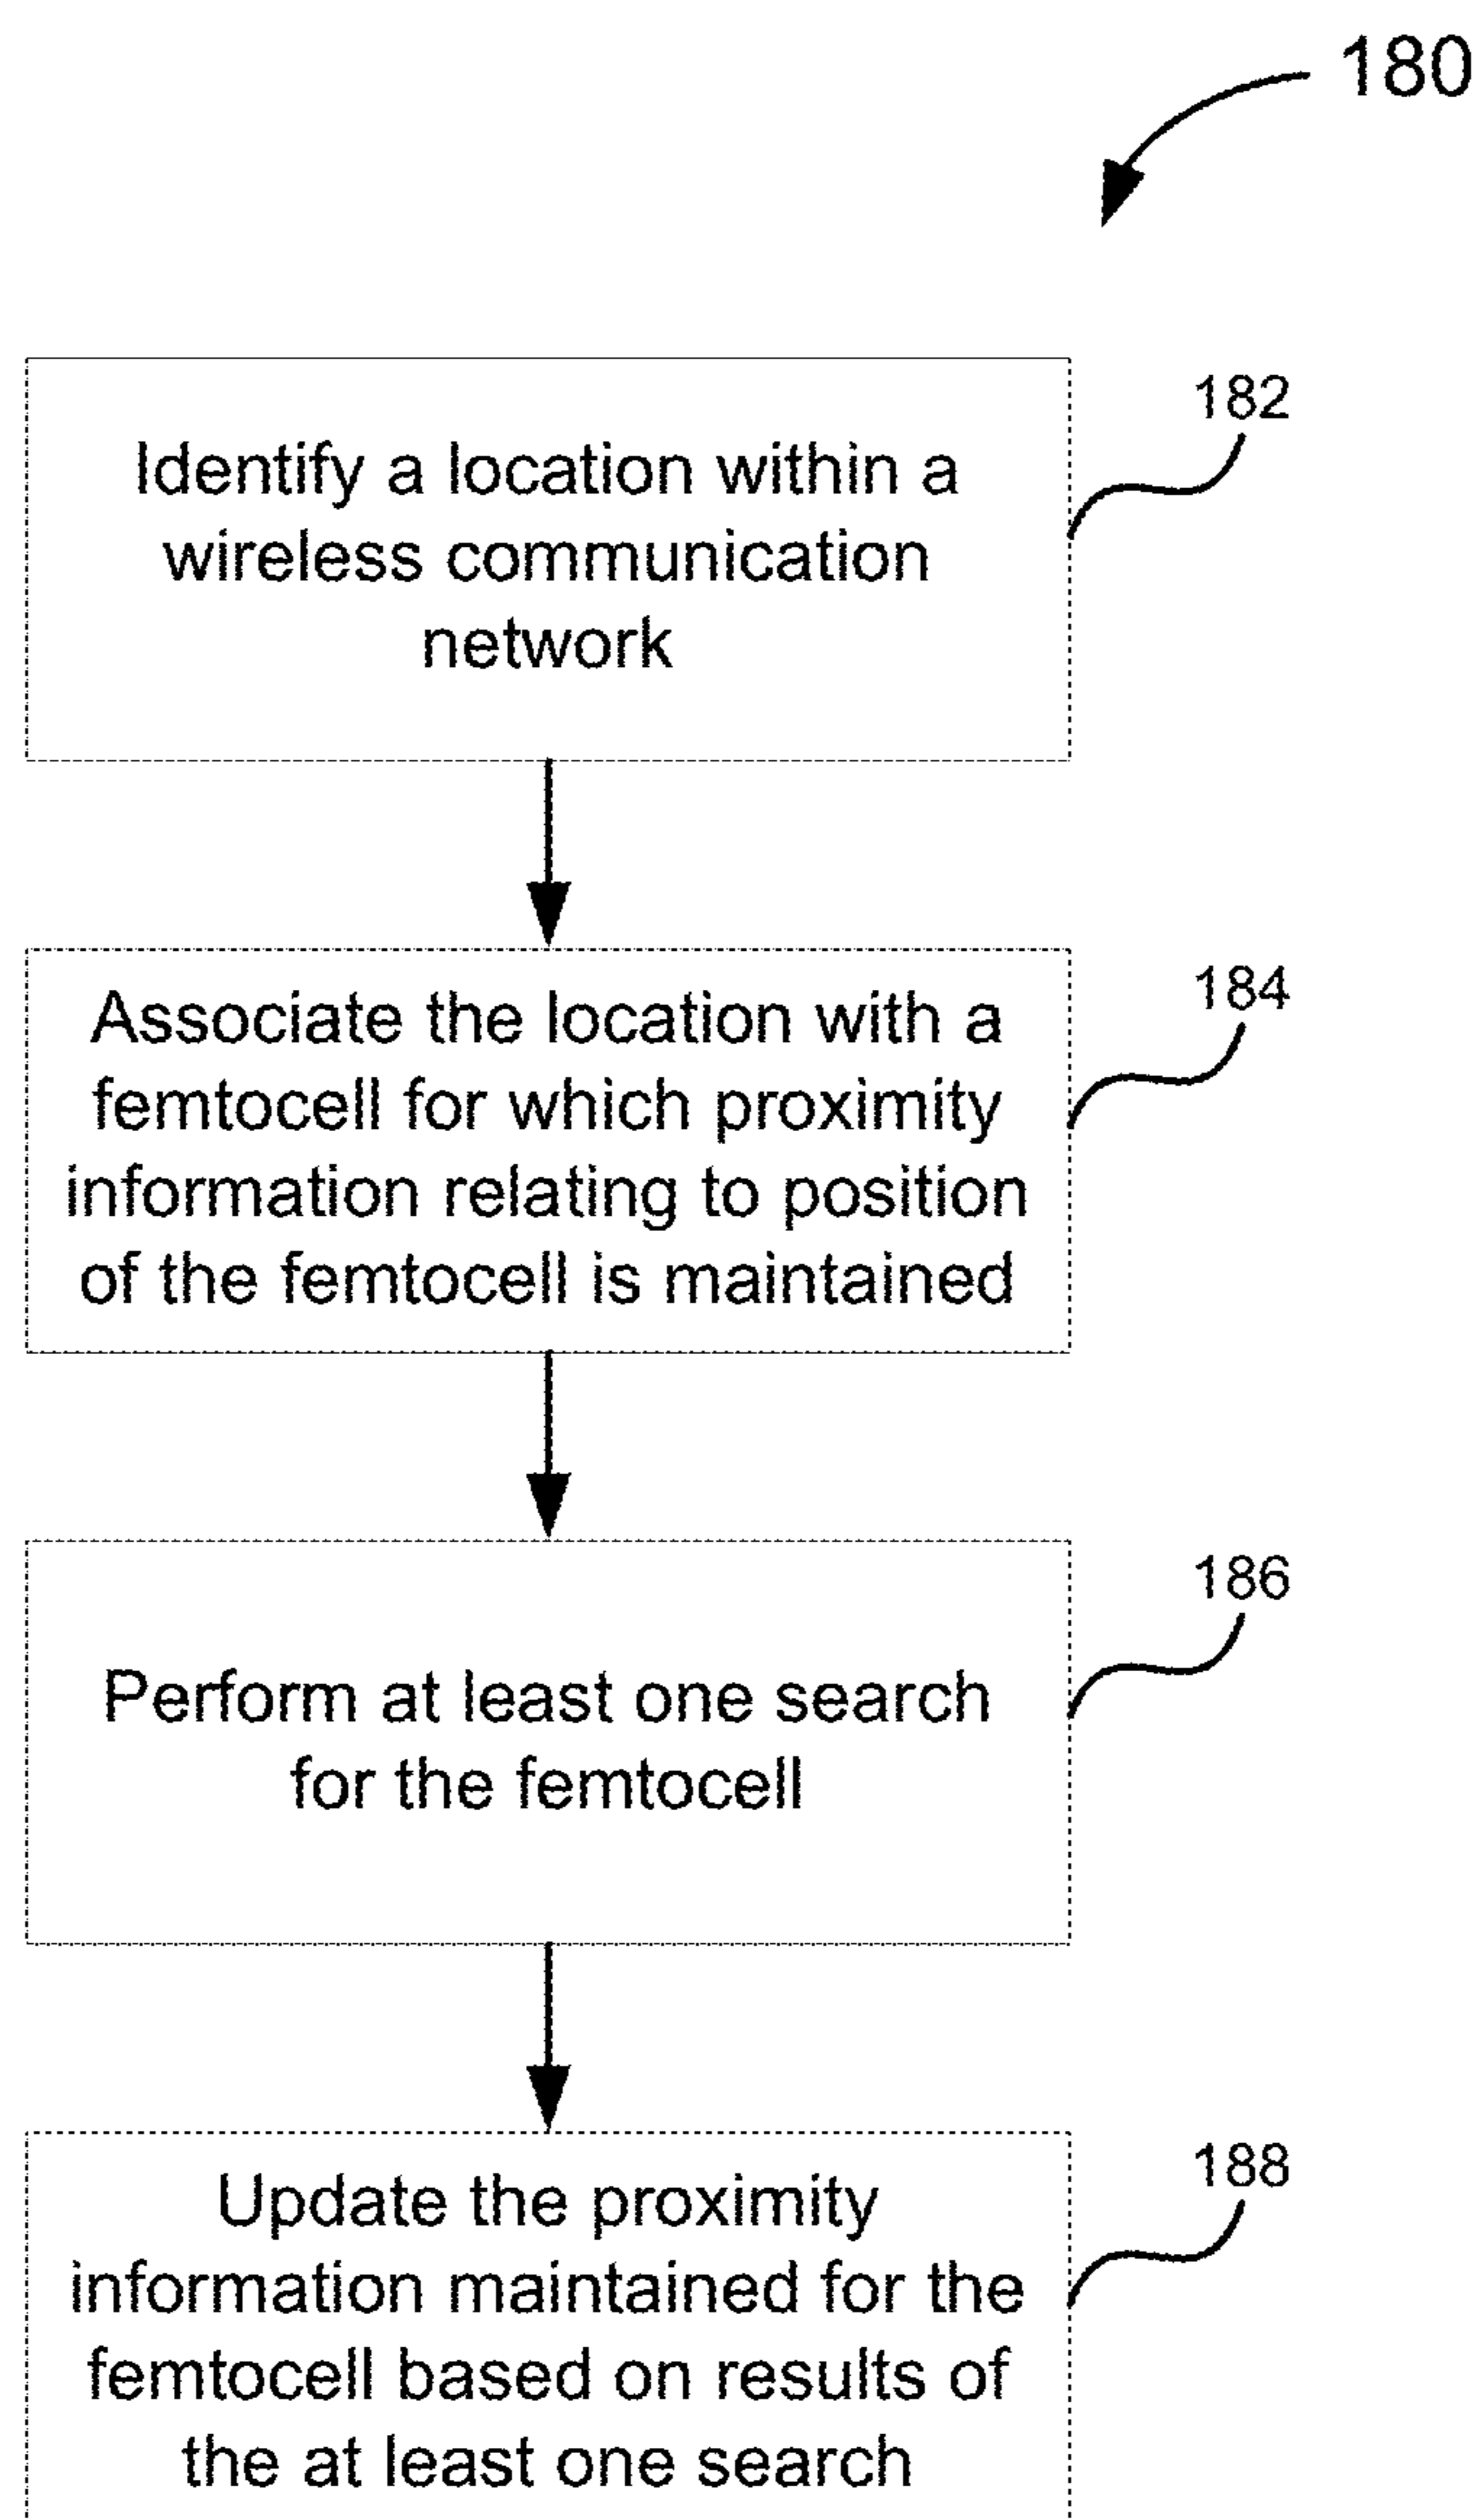 180
182
Identify a location within a
wireless communication
network
184
Associate the location with a
femtocell for which proximity
information relating to position
of the femtocell is maintained
186
Perform at least one search
for the femtocell
188
Update the proximity
information maintained for the
femtocell based on results of
the at least one search